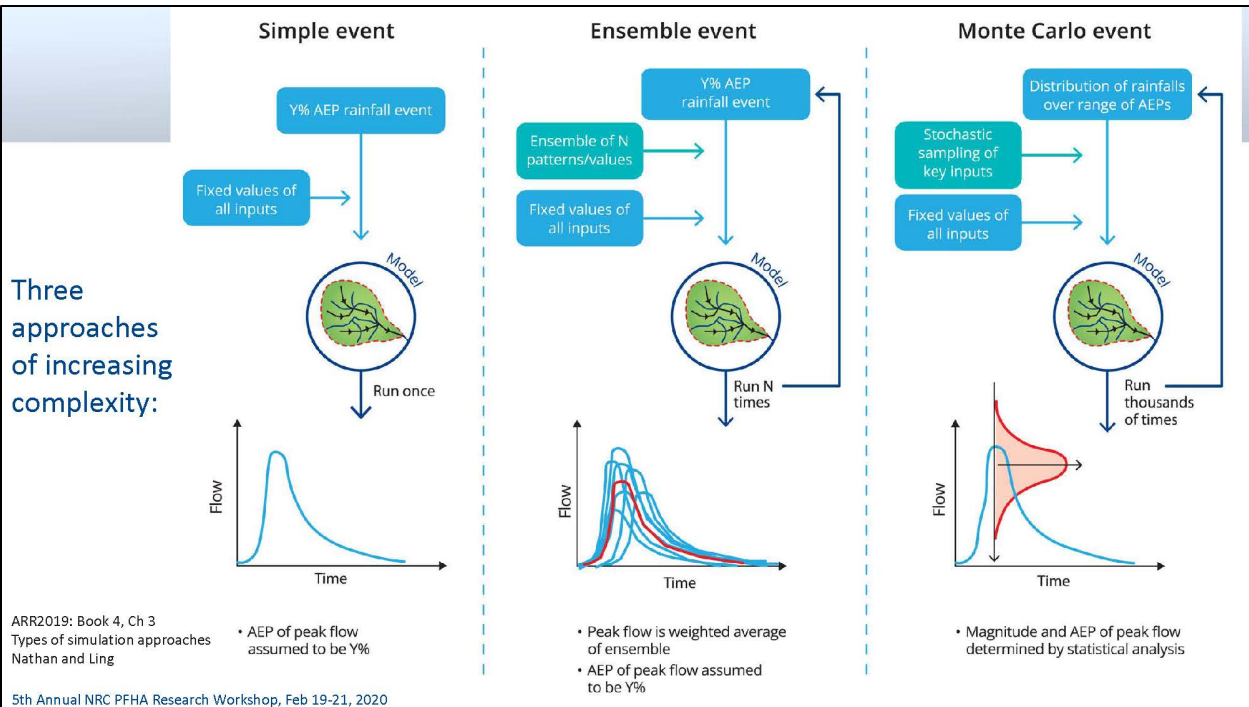 Simple event
Ensemble event
Monte Carlo event
Three
approaches
of increasing
complexity:
Y% AEP rainfall event
Fixed values of
all inputs
Model
Run once
Flow
Time
• AEP of peak flow
assumed to be Y%
Y% AEP
rainfall event
Ensemble of N
patterns/values
Fixed values of
all inputs
Model
Run N
times
Flow
Time
• Peak flow is weighted average
of ensemble
• AEP of peak flow assumed
to be Y%
Distribution of rainfalls
over range of AEPs
Stochastic
sampling of
key inputs
Fixed values of
all inputs
Model
Run
thousands
of times
Flow
Time
• Magnitude and AEP of peak flow
determined by statistical analysis
ARR2019: Book 4, Ch 3
Types of simulation approaches
Nathan and Ling
5th Annual NRC PFHA Research Workshop, Feb 19-21, 2020